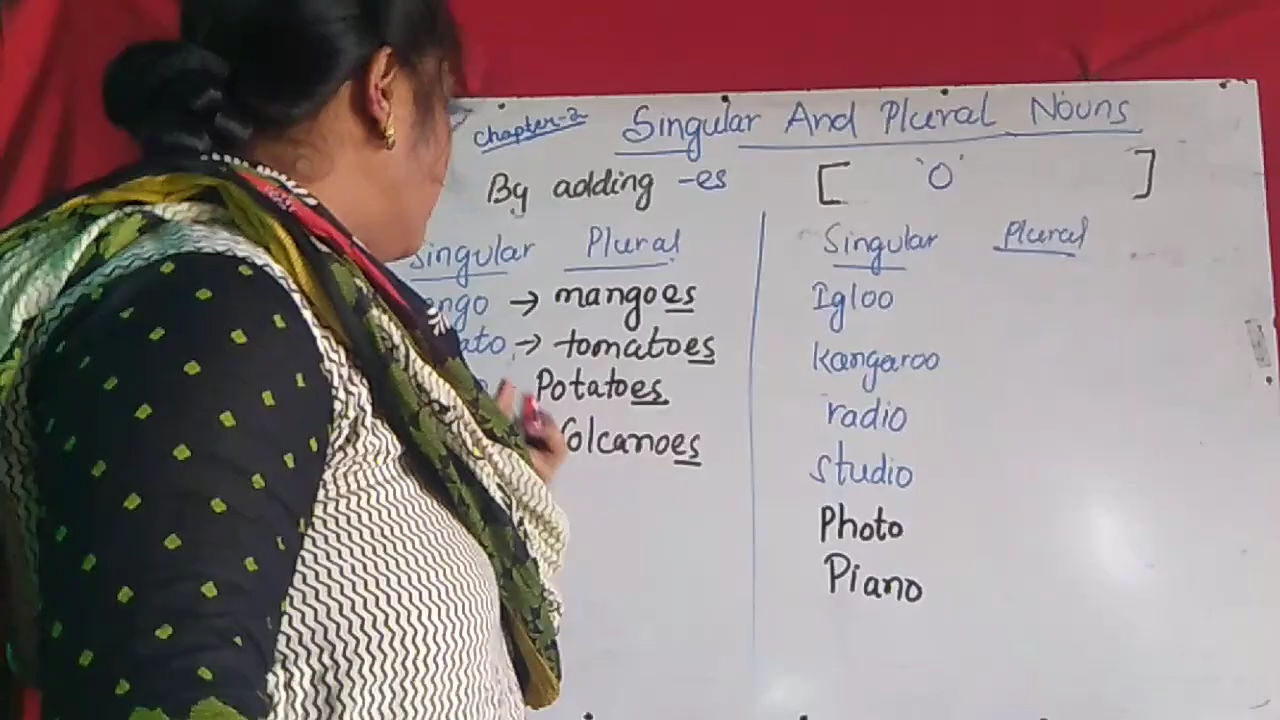 Chapter-2 Singular And Plural Nouns
By adding -es [ 'O' ]
Singular Plural
→ mangoes
→ tomatoes
Potatoes
Singular Plural
Igloo
Kangaroo
radio
studio
Photo
Piano